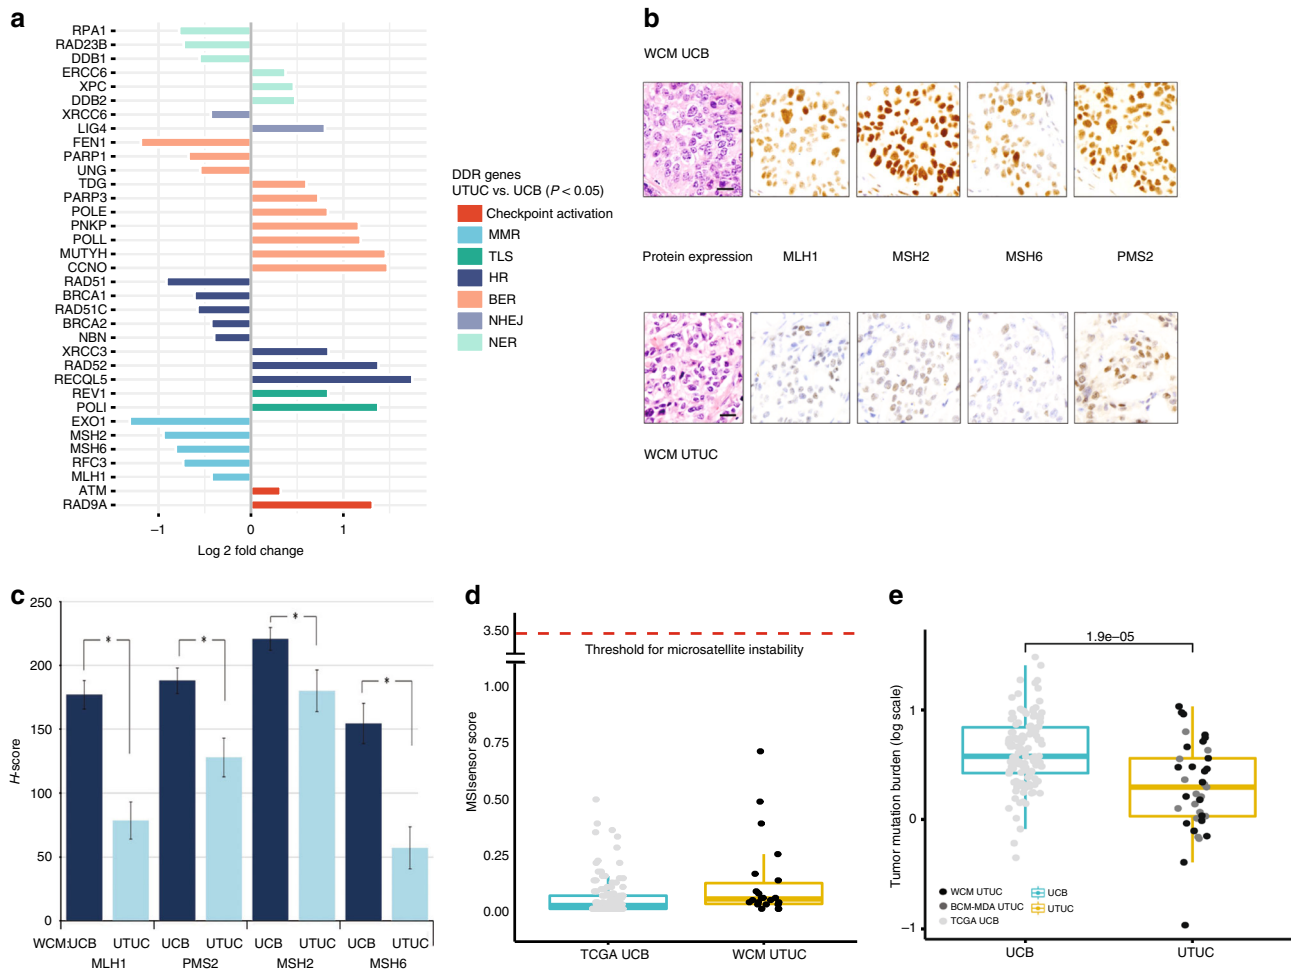 a
RPA1
RAD23B
DDB1
ERCC6
XPC
DDB2
XRCC6
LIG4
FEN1
PARP1
UNG
TDG
PARP3
POLE
PNKP
POLL
MUTYH
CCNO
RAD51
BRCA1
RAD51C
BRCA2
NBN
XRCC3
RAD52
RECQL5
REV1
POLI
EXO1
MSH2
MSH6
RFC3
MLH1
ATM
RAD9A
−1 0 1
Log 2 fold change
DDR genes
UTUC vs. UCB (P < 0.05)
Checkpoint activation
MMR
TLS
HR
BER
NHEJ
NER
b
WCM UCB
Protein expression MLH1 MSH2 MSH6 PMS2
WCM UTUC
c
250
200
150
100
50
0
H-score
* * * *
WCM:UCB UTUC UCB UTUC UCB UTUC UCB UTUC
MLH1 PMS2 MSH2 MSH6
d
3.50
1.00
0.75
0.50
0.25
0.00
MSIsensor score
Threshold for microsatellite instability
TCGA UCB WCM UTUC
e
1
0
−1
Tumor mutation burden (log scale)
1.9e−05
WCM UTUC
BCM-MDA UTUC
TCGA UCB
UCB
UTUC
UCB UTUC